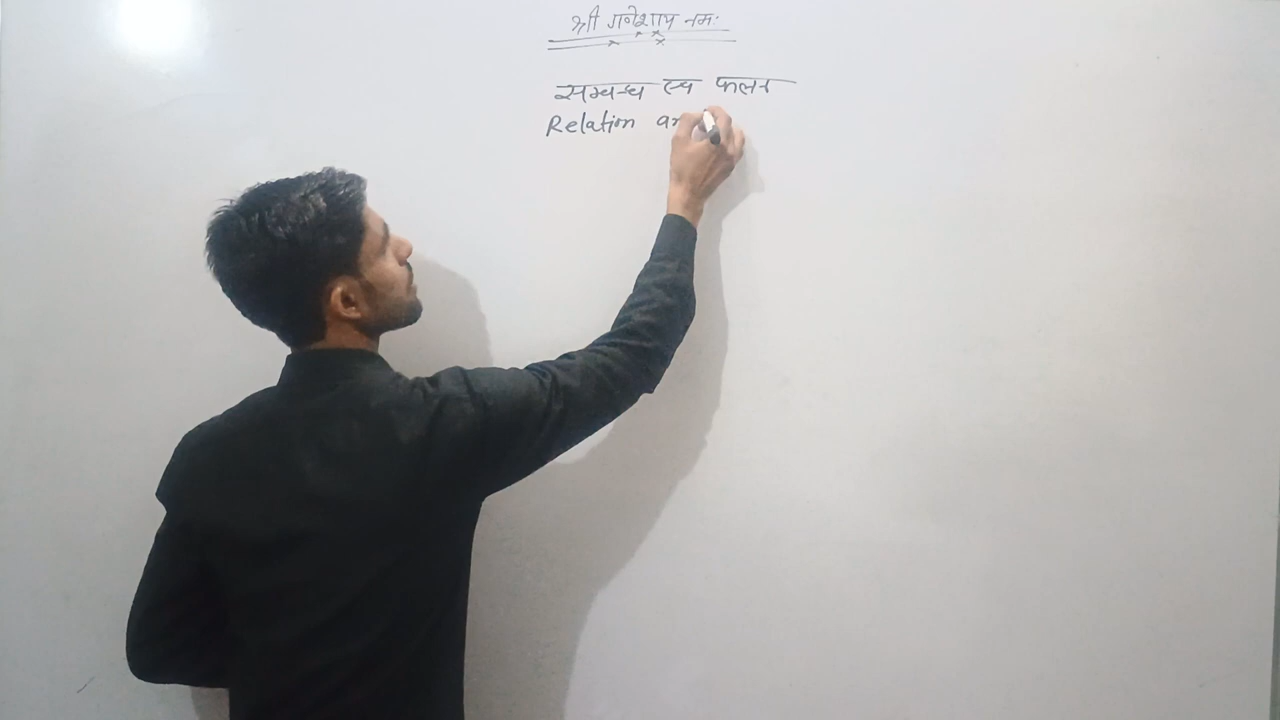 श्री गणेशाय नमः
सम्बन्ध एवं फलन
Relation an